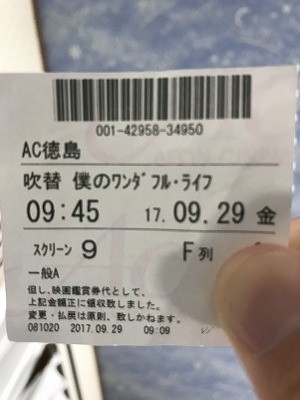 001-42958-34950
AC徳島
吹替 僕のﾜﾝﾀﾞﾌﾙ・ﾗｲﾌ
09:45 17. 09.29 金
ｽｸﾘｰﾝ 9 F 列
一般A
但し、映画鑑賞券代として、
上記金額正に領収致しました。
変更・払戻は原則、致しかねます。
081020 2017.09.29 09:09